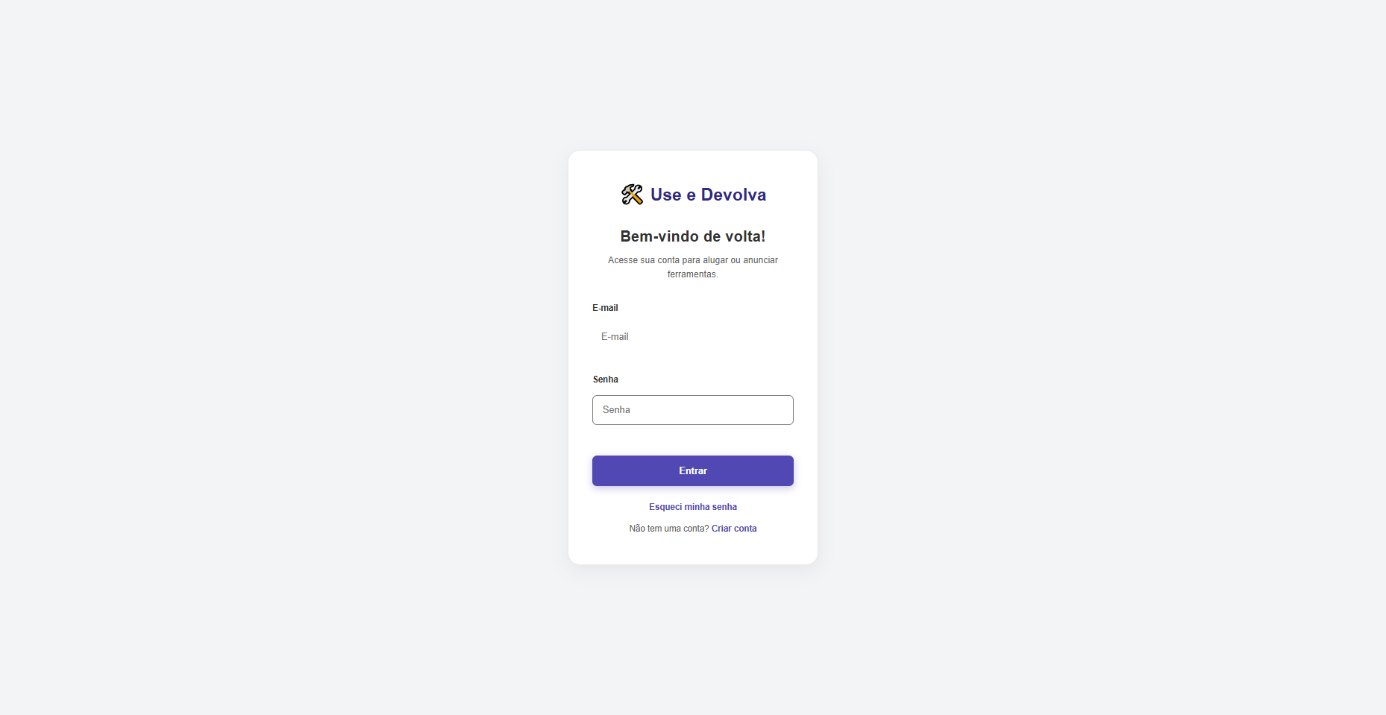 Use e Devolva
Bem-vindo de volta!
Acesse sua conta para alugar ou anunciar
ferramentas.
E-mail
E-mail
Senha
Senha
Entrar
Esqueci minha senha
Não tem uma conta? Criar conta